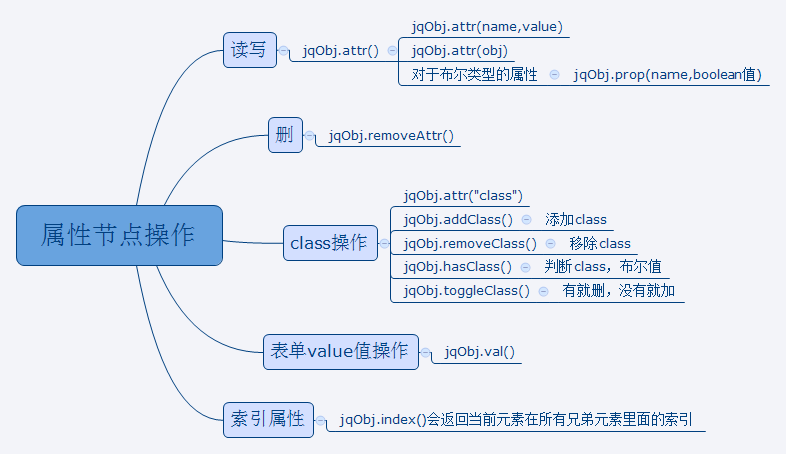 属性节点操作
读写
jqObj.attr()
jqObj.attr(name,value)
jqObj.attr(obj)
对于布尔类型的属性
jqObj.prop(name,boolean值)
删
jqObj.removeAttr()
class操作
jqObj.attr("class")
jqObj.addClass()
添加class
jqObj.removeClass()
移除class
jqObj.hasClass()
判断class，布尔值
jqObj.toggleClass()
有就删，没有就加
表单value值操作
jqObj.val()
索引属性
jqObj.index()会返回当前元素在所有兄弟元素里面的索引